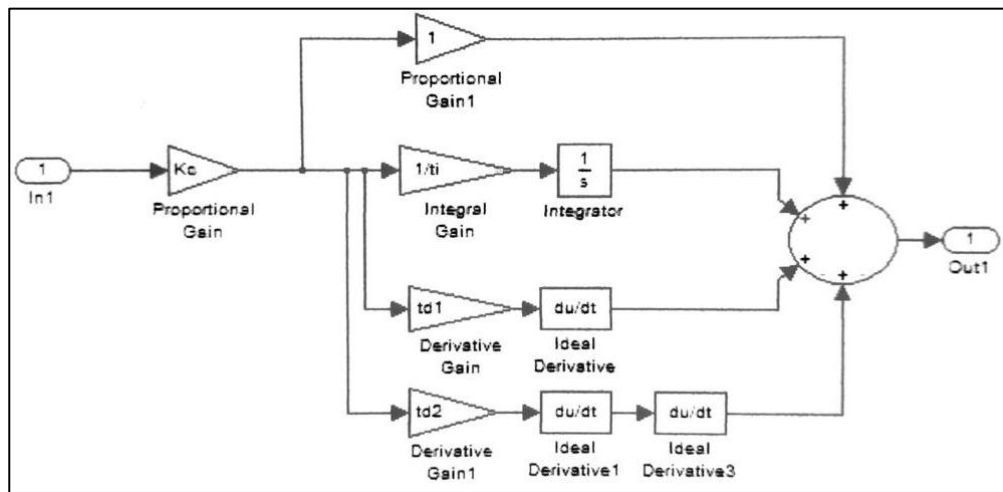 1
Proportional
Gain1
1
In1
Kc
Proportional
Gain
1/ti
Integral
Gain
1
s
Integrator
+
+
+
+
1
Out1
td1
Derivative
Gain
du/dt
Ideal
Derivative
td2
Derivative
Gain1
du/dt
Ideal
Derivative1
du/dt
Ideal
Derivative3